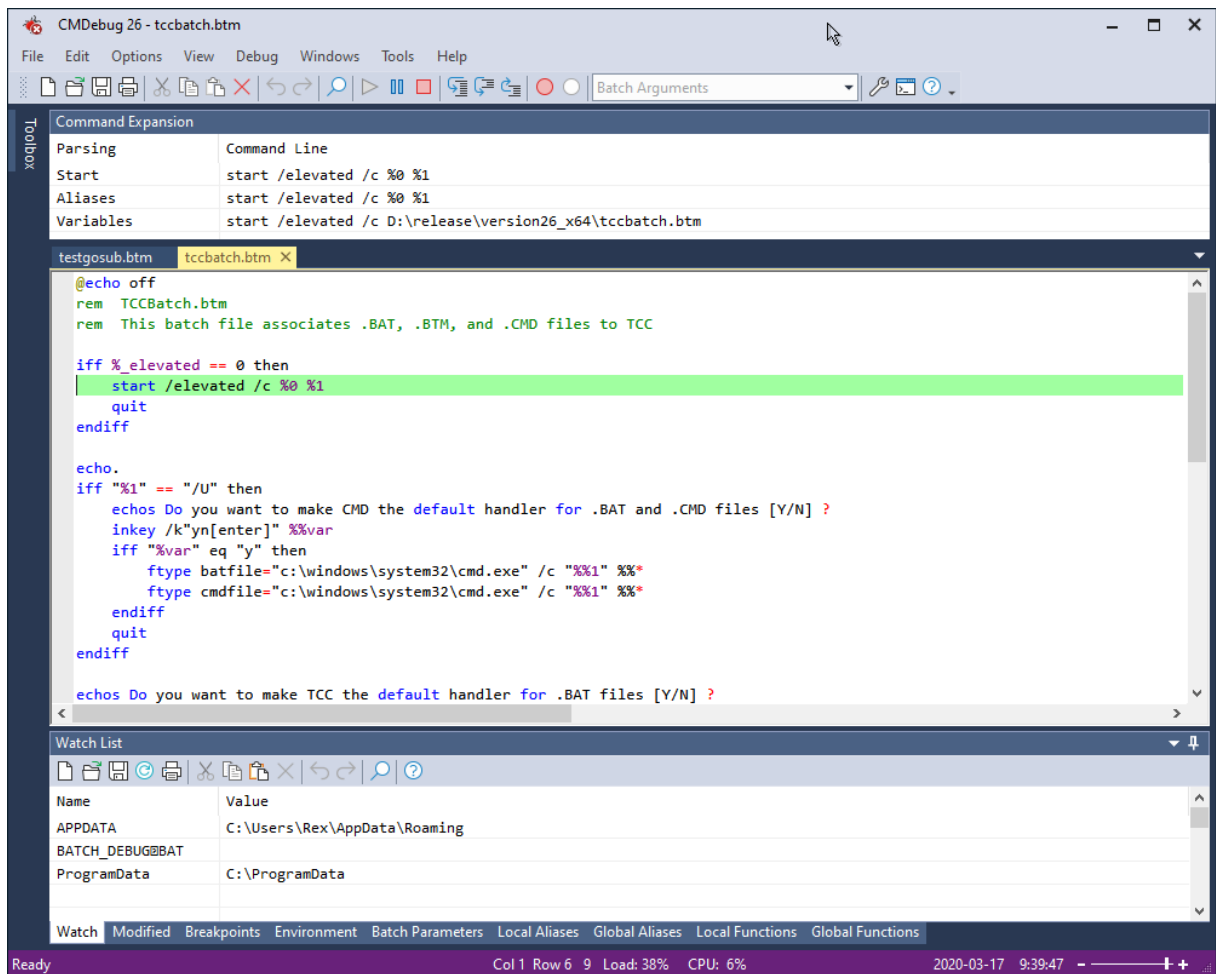 CMDebug 26 - tccbatch.btm
File Edit Options View Debug Windows Tools Help
Batch Arguments
Toolbox
Command Expansion
Parsing Command Line
Start start /elevated /c %0 %1
Aliases start /elevated /c %0 %1
Variables start /elevated /c D:\release\version26_x64\tccbatch.btm
testgosub.btm tccbatch.btm
@echo off
rem  TCCBatch.btm
rem  This batch file associates .BAT, .BTM, and .CMD files to TCC
iff %_elevated == 0 then
    start /elevated /c %0 %1
    quit
endiff
echo.
iff "%1" == "/U" then
    echos Do you want to make CMD the default handler for .BAT and .CMD files [Y/N] ?
    inkey /k"yn[enter]" %%var
    iff "%var" eq "y" then
        ftype batfile="c:\windows\system32\cmd.exe" /c "%%1" %%*
        ftype cmdfile="c:\windows\system32\cmd.exe" /c "%%1" %%*
    endiff
    quit
endiff
echos Do you want to make TCC the default handler for .BAT files [Y/N] ?
Watch List
Name Value
APPDATA C:\Users\Rex\AppData\Roaming
BATCH_DEBUG BAT
ProgramData C:\ProgramData
Watch Modified Breakpoints Environment Batch Parameters Local Aliases Global Aliases Local Functions Global Functions
Ready Col 1 Row 6 9 Load: 38% CPU: 6% 2020-03-17 9:39:47